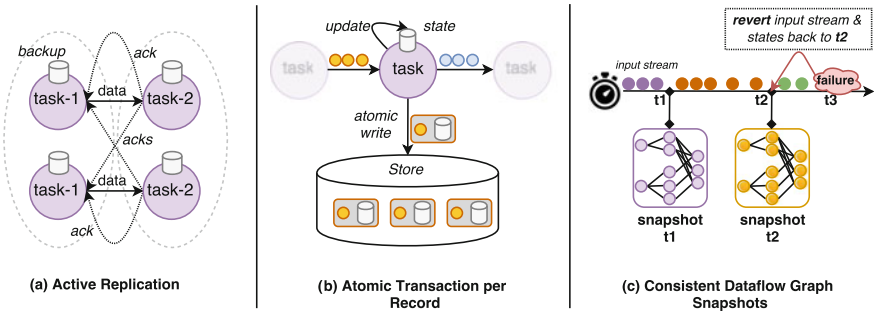 backup
ack
task-1
data
task-2
acks
task-1
data
task-2
ack
(a) Active Replication
update
state
task
task
task
atomic
write
Store
(b) Atomic Transaction per
Record
revert input stream &
states back to t2
input stream
failure
t1
t2
t3
snapshot
t1
snapshot
t2
(c) Consistent Dataflow Graph
Snapshots